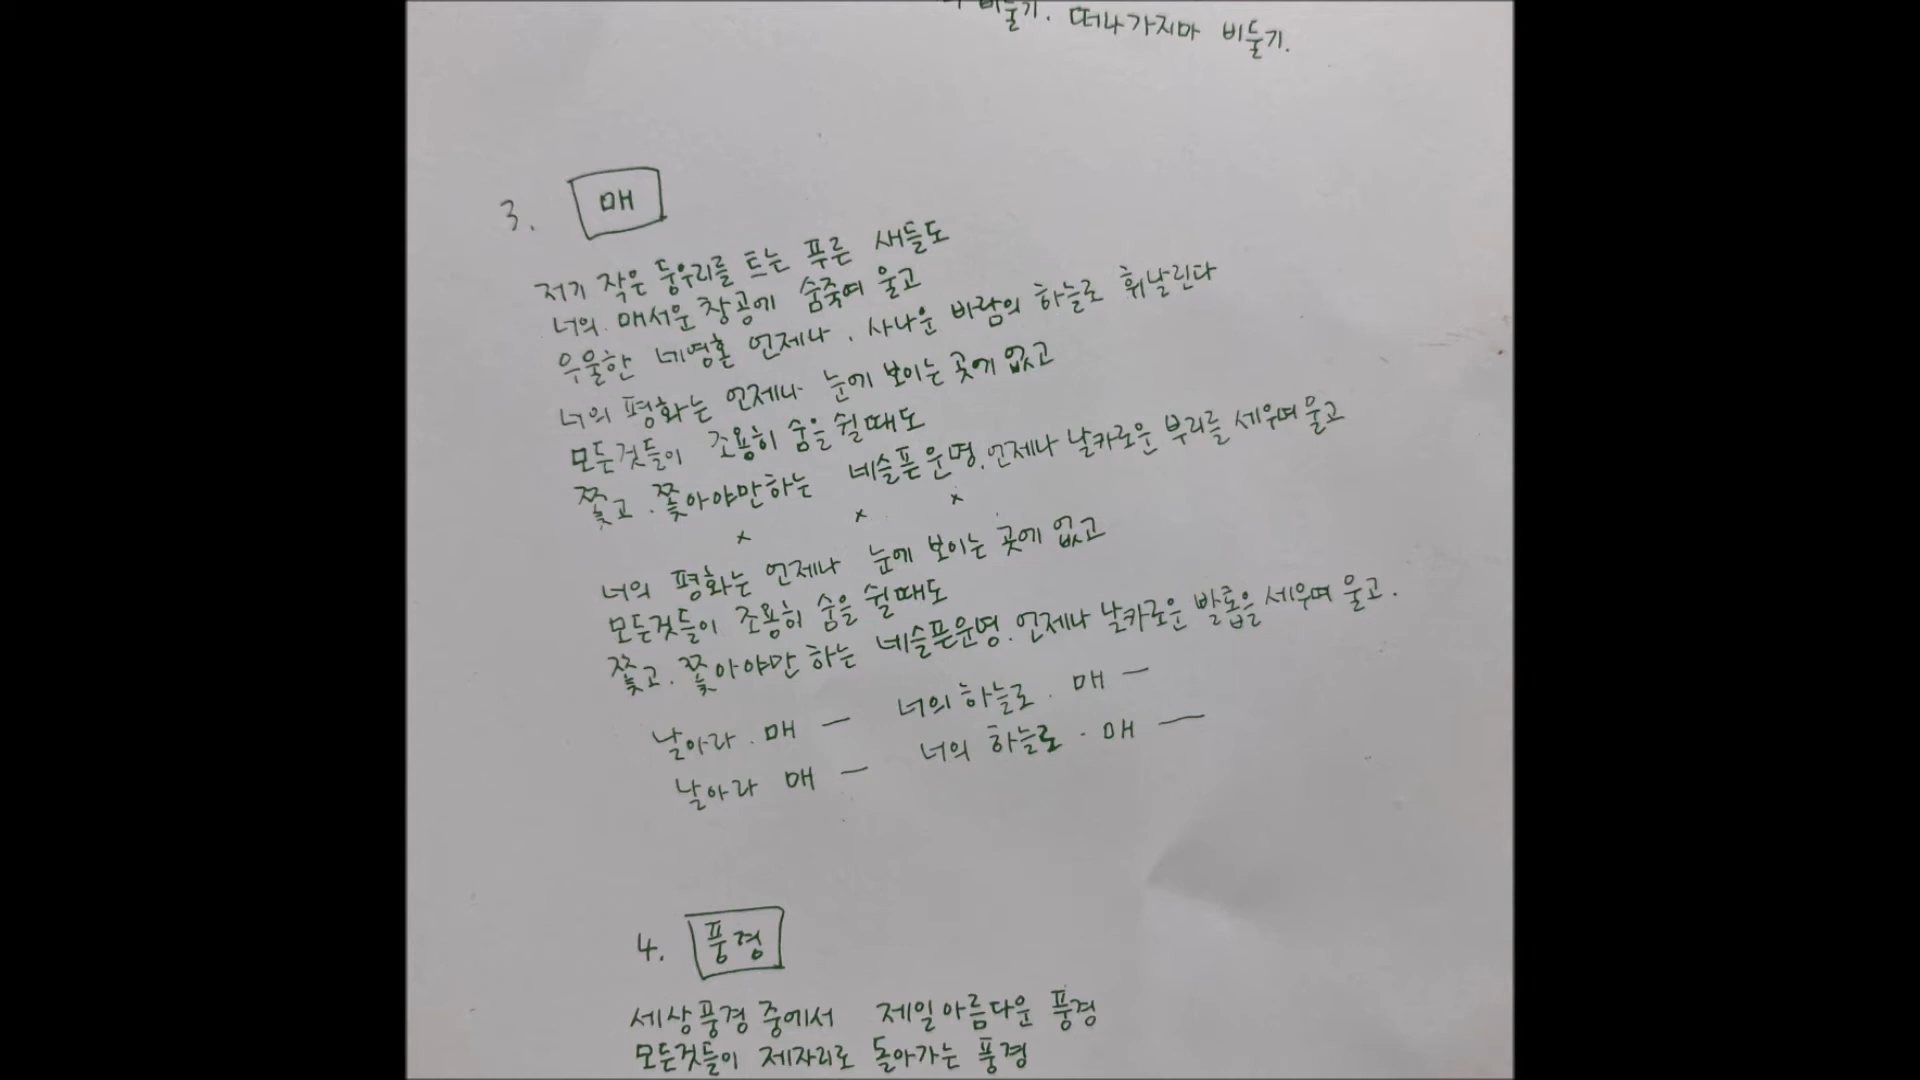 비둘기. 떠나가지마 비둘기.
3. 매
저기 작은 둥우리를 트는 푸른 새들도
너의. 매서운 창공에 숨죽여 울고
우울한 네영혼 언제나. 사나운 바람의 하늘로 휘날린다
너의 평화는 언제나 눈에 보이는 곳에 없고
모든것들이 조용히 숨을 쉴때도
쫓고. 쫓아야만하는 네슬픈운명. 언제나 날카로운 부리를 세우며 울고
x x x
너의 평화는 언제나 눈에 보이는 곳에 없고
모든것들이 조용히 숨을 쉴때도
쫓고. 쫓아야만 하는 네슬픈운명. 언제나 날카로운 발톱을 세우며 울고.
날아라. 매 — 너의 하늘로. 매 —
날아라 매 — 너의 하늘로. 매 —
4. 풍경
세상풍경 중에서 제일아름다운 풍경
모든것들이 제자리로 돌아가는 풍경